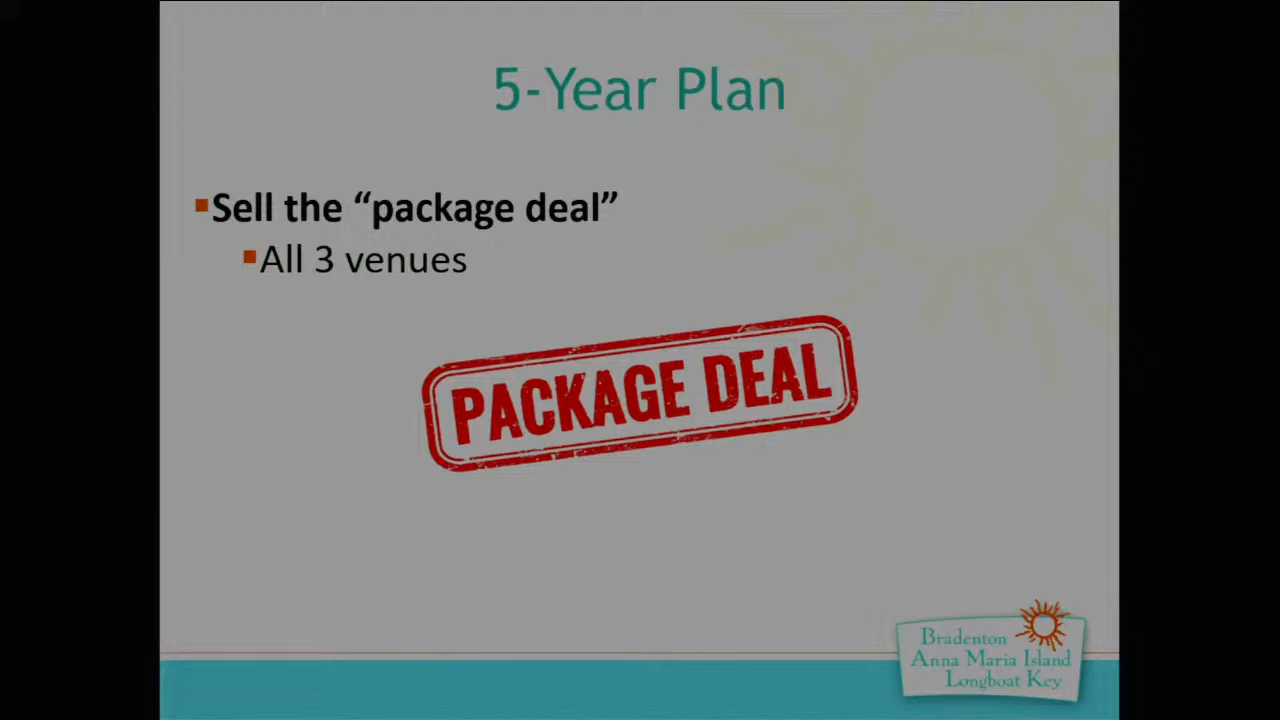 5-Year Plan
Sell the “package deal”
All 3 venues
PACKAGE DEAL
Bradenton
Anna Maria Island
Longboat Key